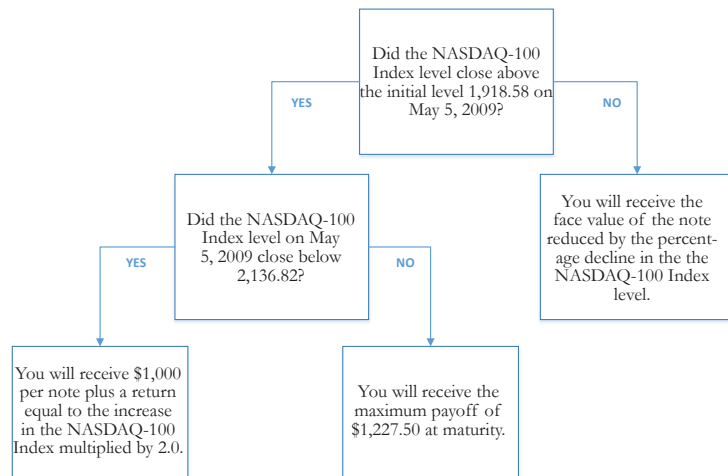 Did the NASDAQ-100
Index level close above
the initial level 1,918.58 on
May 5, 2009?
YES
NO
Did the NASDAQ-100
Index level on May
5, 2009 close below
2,136.82?
You will receive the
face value of the note
reduced by the percent-
age decline in the the
NASDAQ-100 Index
level.
YES
NO
You will receive $1,000
per note plus a return
equal to the increase
in the NASDAQ-100
Index multiplied by 2.0.
You will receive the
maximum payoff of
$1,227.50 at maturity.